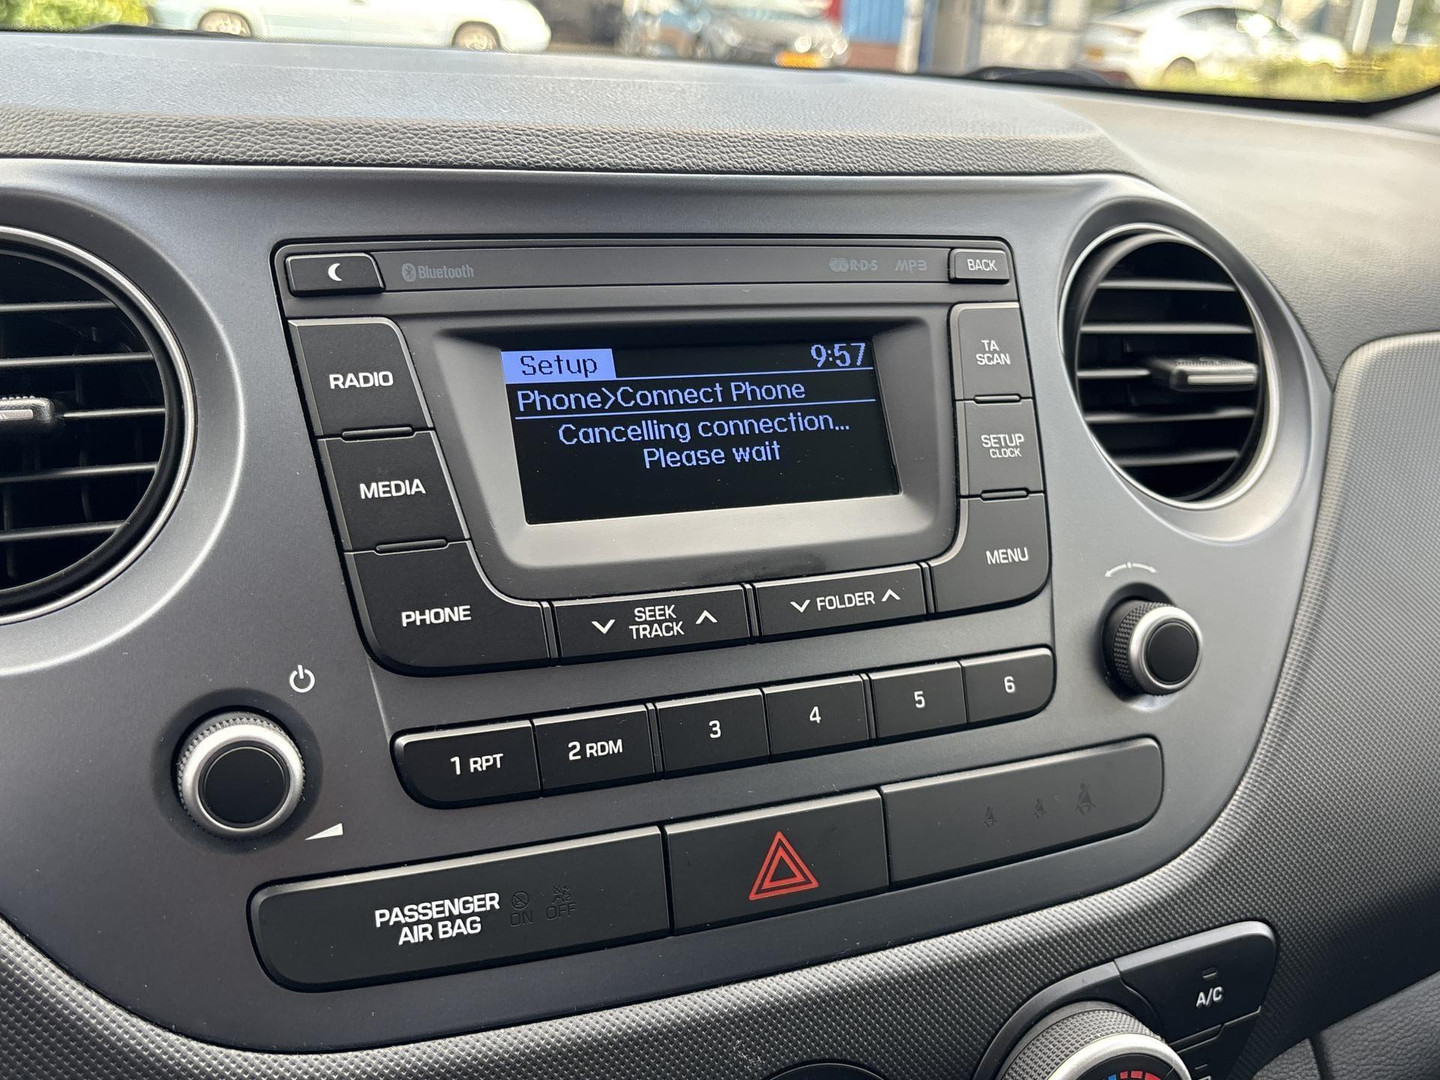 Bluetooth
R·D·S MP3
BACK
RADIO
MEDIA
PHONE
Setup 9:57
Phone>Connect Phone
Cancelling connection...
Please wait
TA
SCAN
SETUP
CLOCK
MENU
SEEK
TRACK
FOLDER
1 RPT
2 RDM
3
4
5
6
PASSENGER
AIR BAG
ON
OFF
A/C